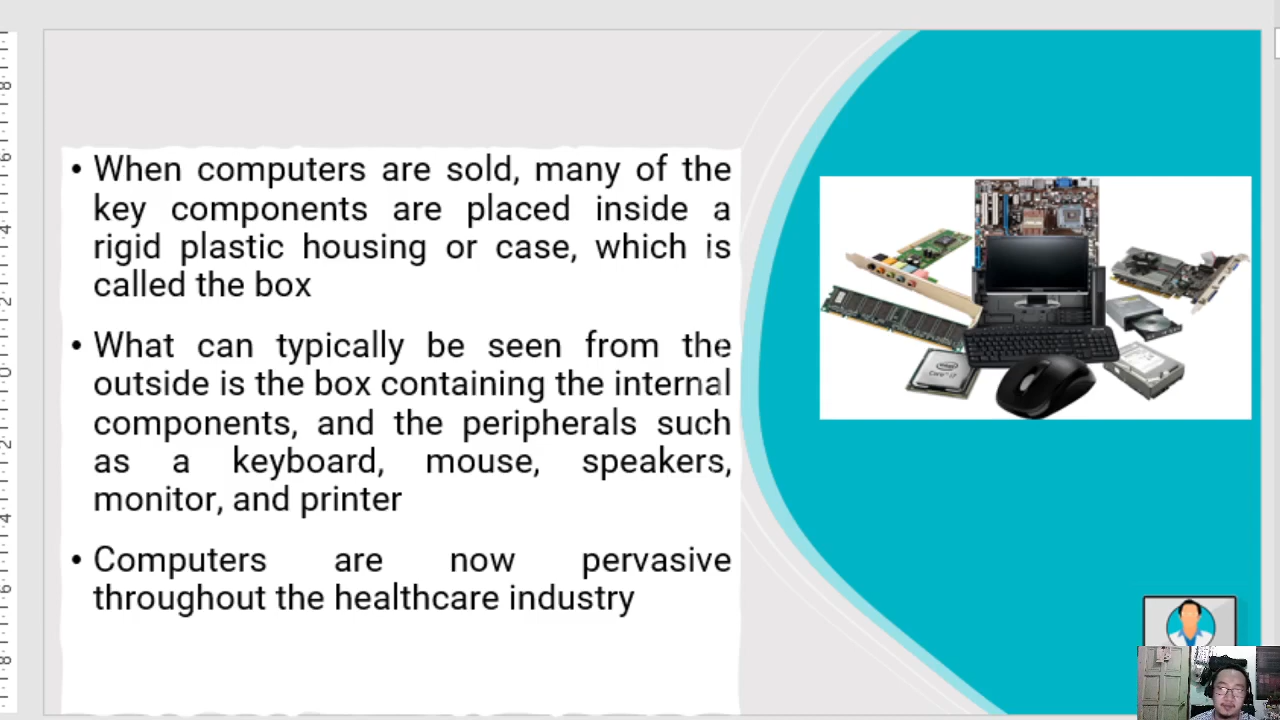 • When computers are sold, many of the
key components are placed inside a
rigid plastic housing or case, which is
called the box
• What can typically be seen from the
outside is the box containing the internal
components, and the peripherals such
as a keyboard, mouse, speakers,
monitor, and printer
• Computers are now pervasive
throughout the healthcare industry